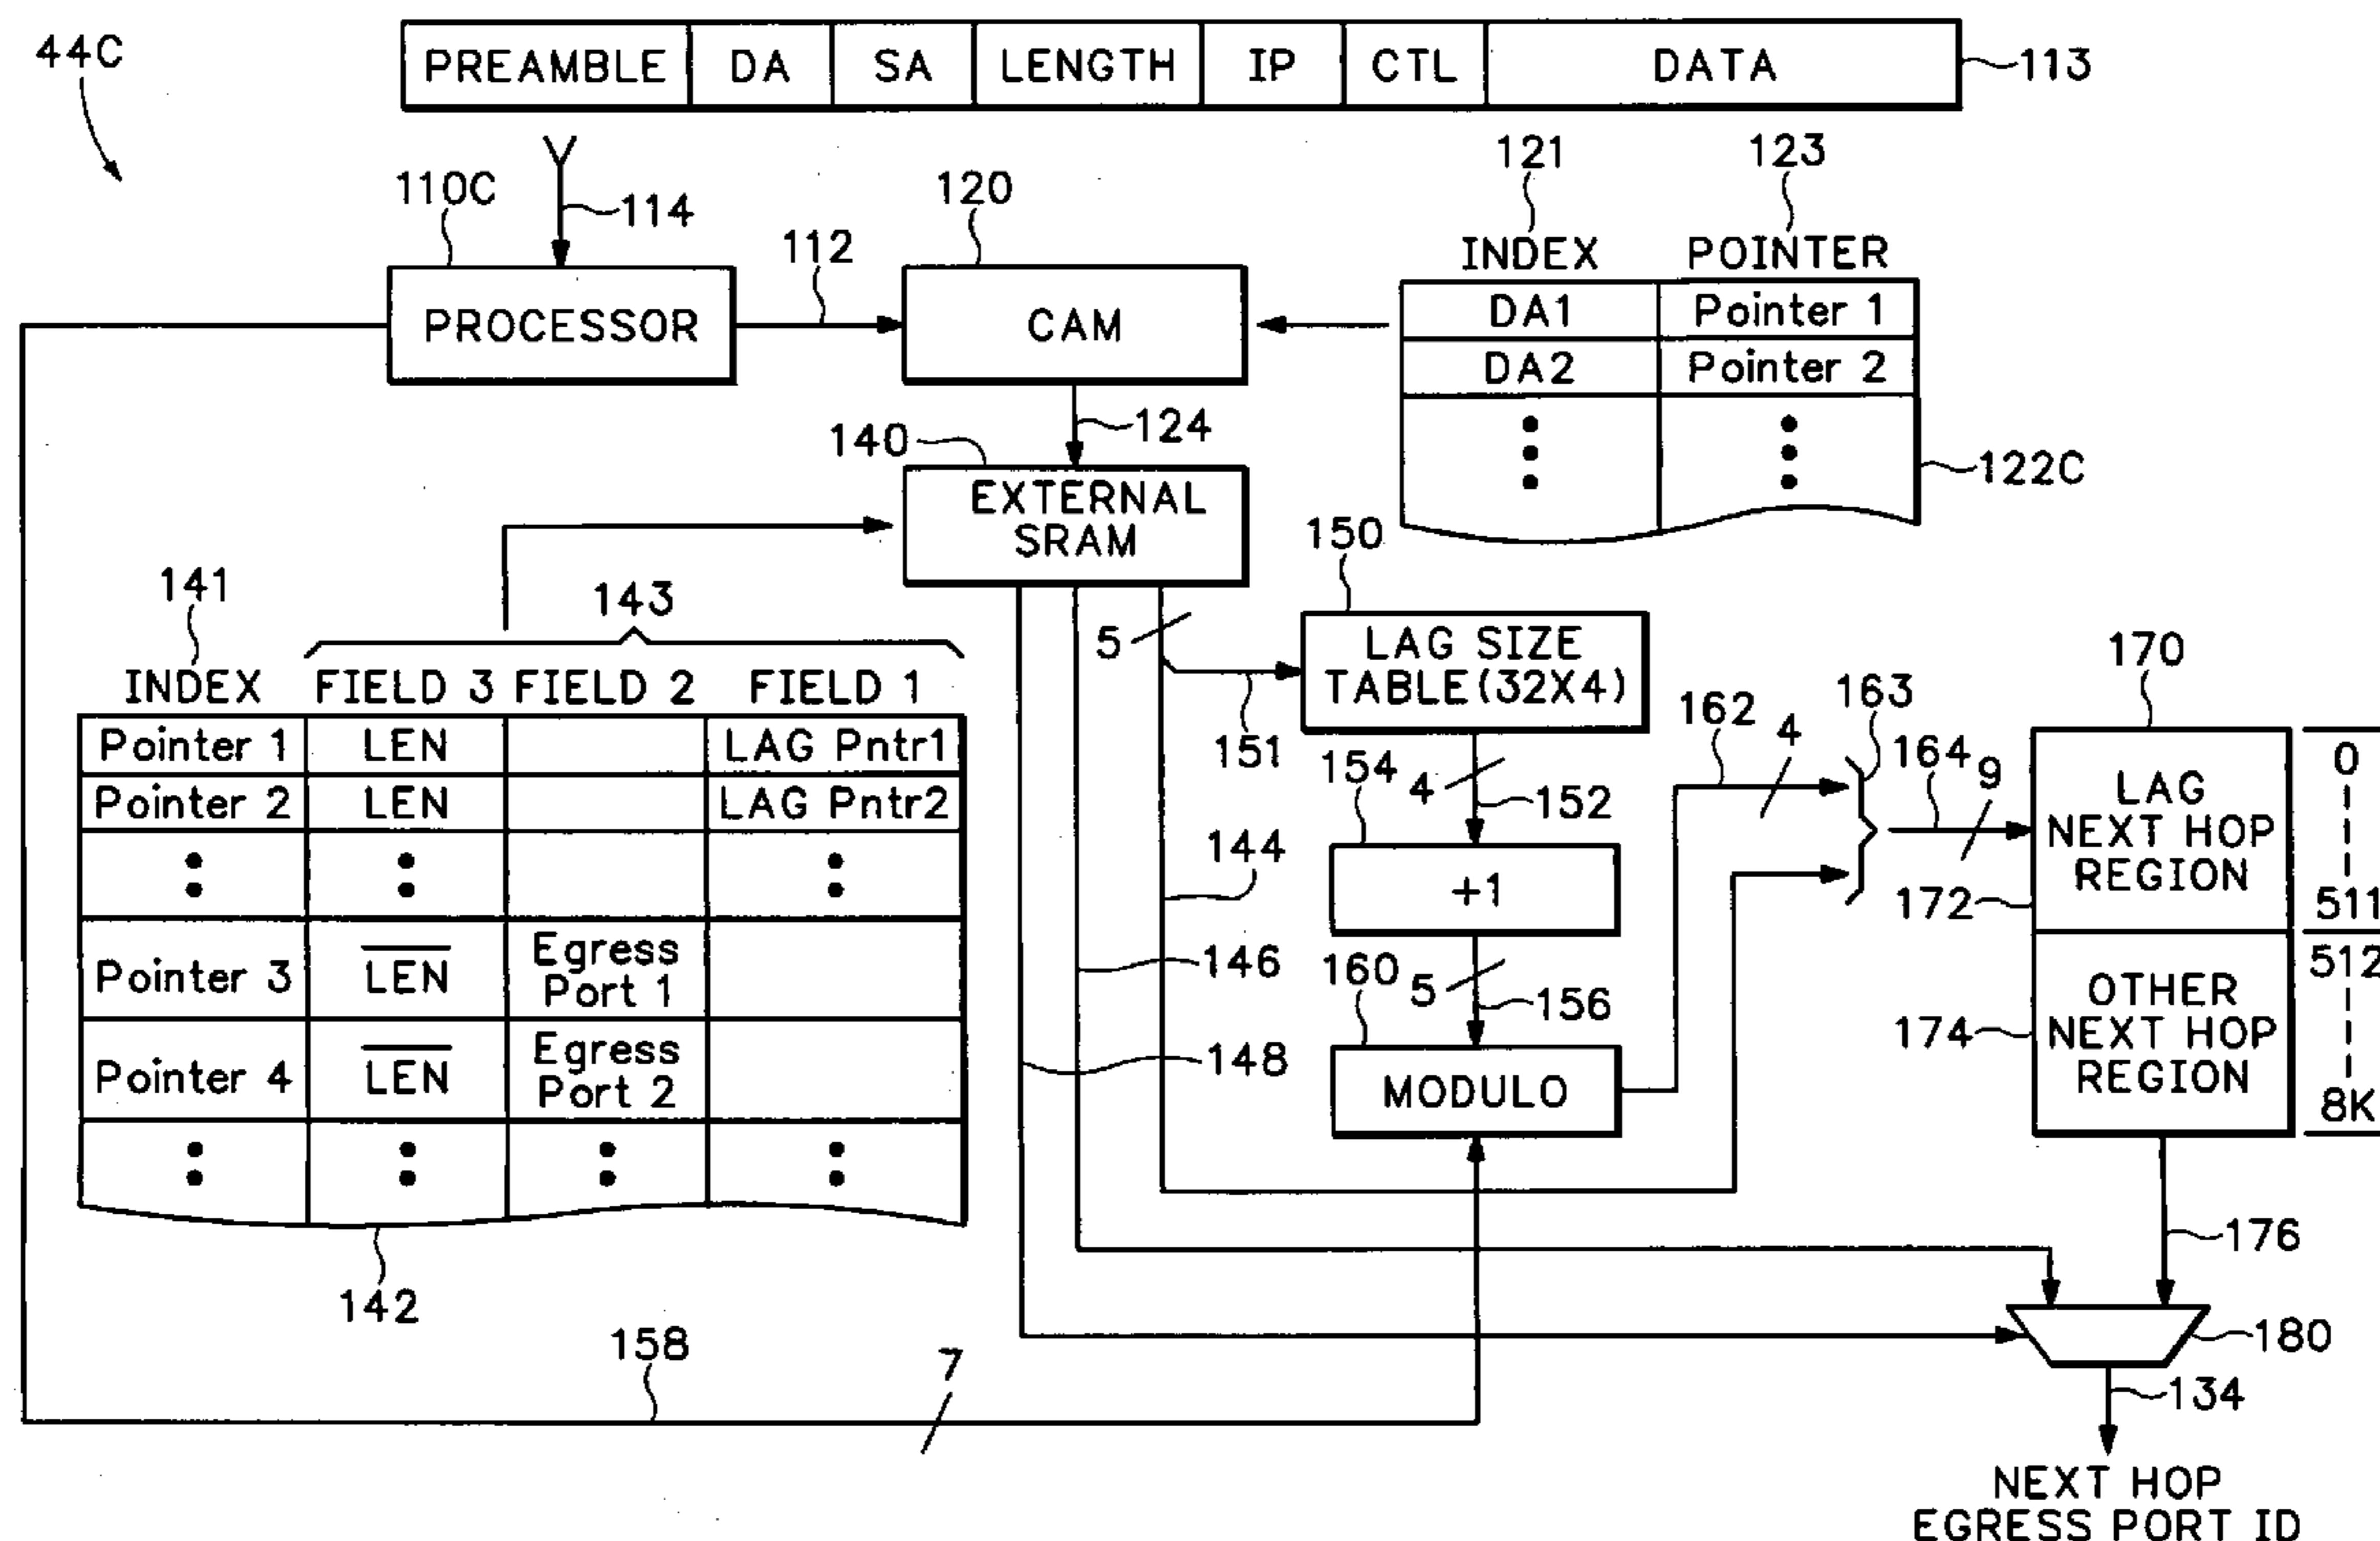 44C
PREAMBLE DA SA LENGTH IP CTL DATA
113
110C
114
112
120
121
123
INDEX POINTER
PROCESSOR
CAM
DA1 Pointer 1
DA2 Pointer 2
122C
124
140
EXTERNAL
SRAM
150
141
143
5
LAG SIZE
TABLE(32X4)
151
INDEX FIELD 3 FIELD 2 FIELD 1
Pointer 1 LEN LAG Pntr1
Pointer 2 LEN LAG Pntr2
Pointer 3 L̅E̅N̅ Egress
Port 1
Pointer 4 L̅E̅N̅ Egress
Port 2
142
144
146
148
154
4
152
+1
160
5
156
MODULO
162
4
163
164
9
170
LAG
NEXT HOP
REGION
172
0
511
OTHER
NEXT HOP
REGION
174
512
8K
176
180
158
7
134
NEXT HOP
EGRESS PORT ID